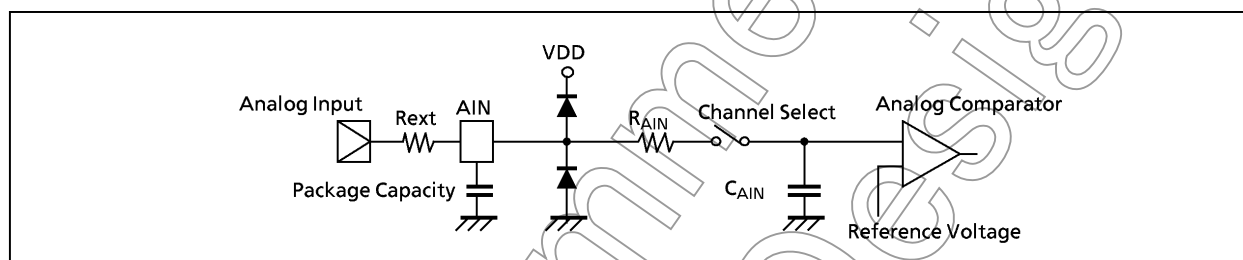 VDD
Analog Input
Rext
AIN
RAIN
Channel Select
Analog Comparator
Package Capacity
CAIN
Reference Voltage